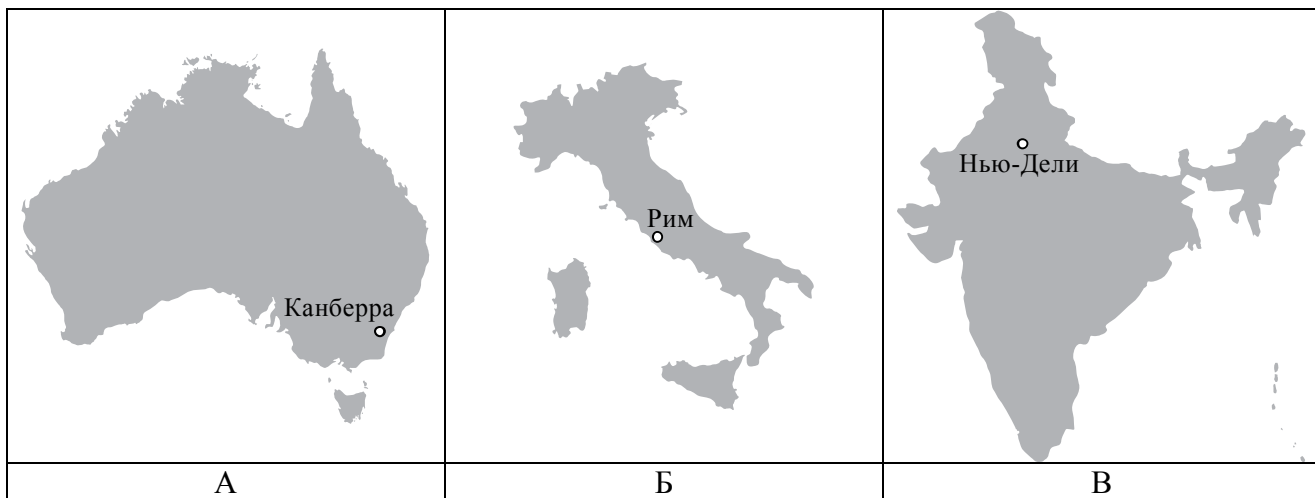 Канберра
Рим
Нью-Дели
А
Б
В